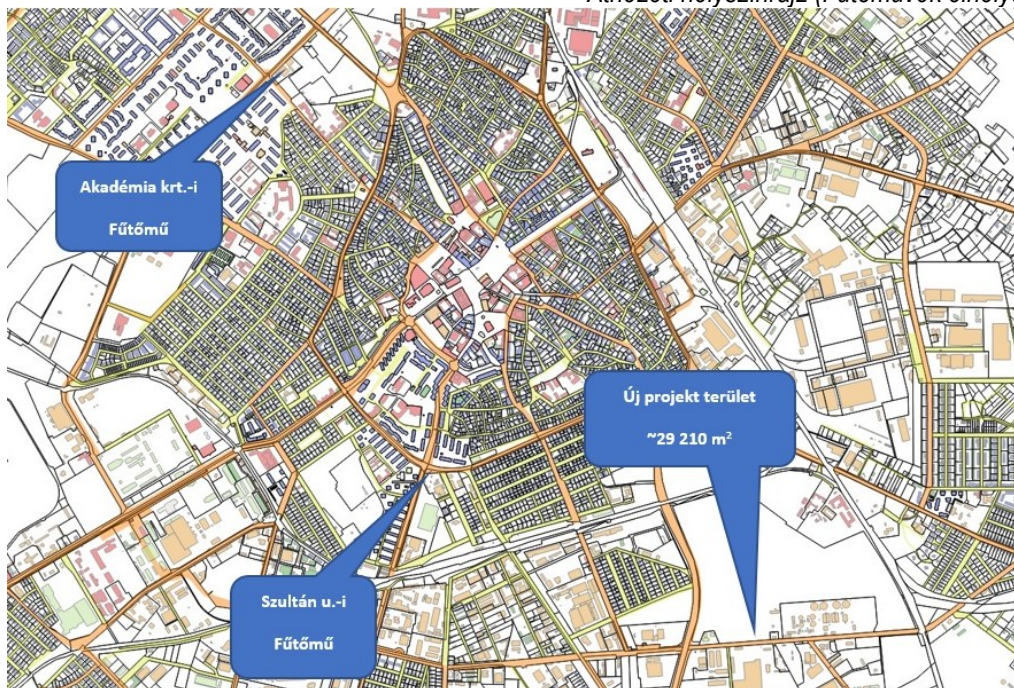 Akadémia krt.-i
Fűtőmű
Új projekt terület
~29 210 m²
Szultán u.-i
Fűtőmű